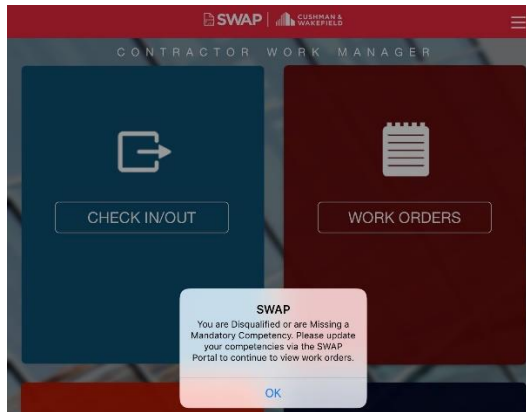 SWAP CUSHMAN & WAKEFIELD
CONTRACTOR WORK MANAGER
CHECK IN/OUT
WORK ORDERS
SWAP
You are Disqualified or are Missing a
Mandatory Competency. Please update
your competencies via the SWAP
Portal to continue to view work orders.
OK